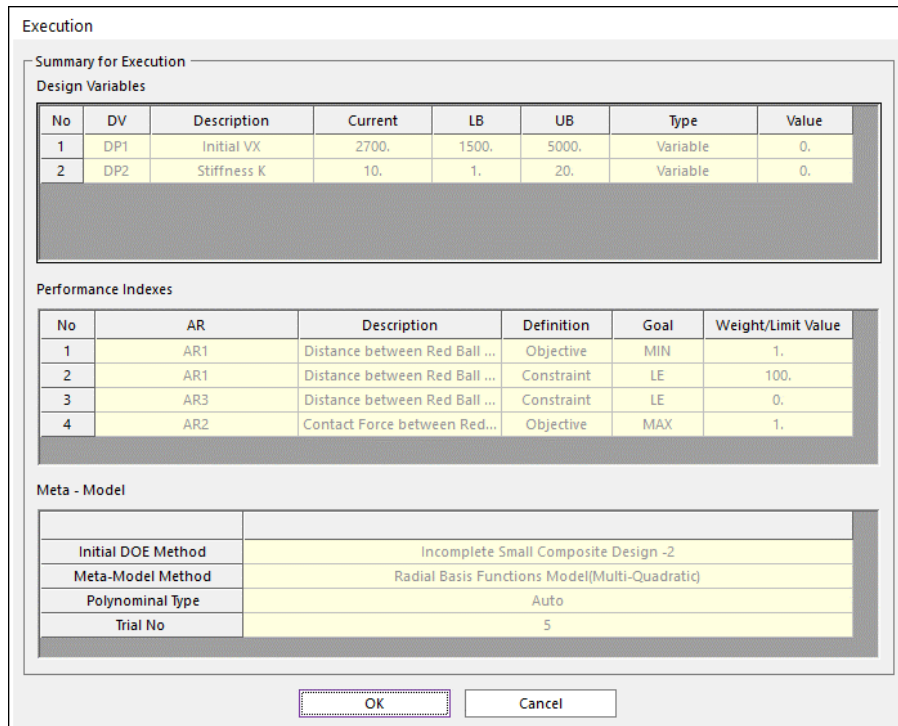 Execution
Summary for Execution
Design Variables
No DV Description Current LB UB Type Value
1 DP1 Initial VX 2700. 1500. 5000. Variable 0.
2 DP2 Stiffness K 10. 1. 20. Variable 0.
Performance Indexes
No AR Description Definition Goal Weight/Limit Value
1 AR1 Distance between Red Ball ... Objective MIN 1.
2 AR1 Distance between Red Ball ... Constraint LE 100.
3 AR3 Distance between Red Ball ... Constraint LE 0.
4 AR2 Contact Force between Red... Objective MAX 1.
Meta - Model
Initial DOE Method Incomplete Small Composite Design -2
Meta-Model Method Radial Basis Functions Model(Multi-Quadratic)
Polynominal Type Auto
Trial No 5
OK Cancel